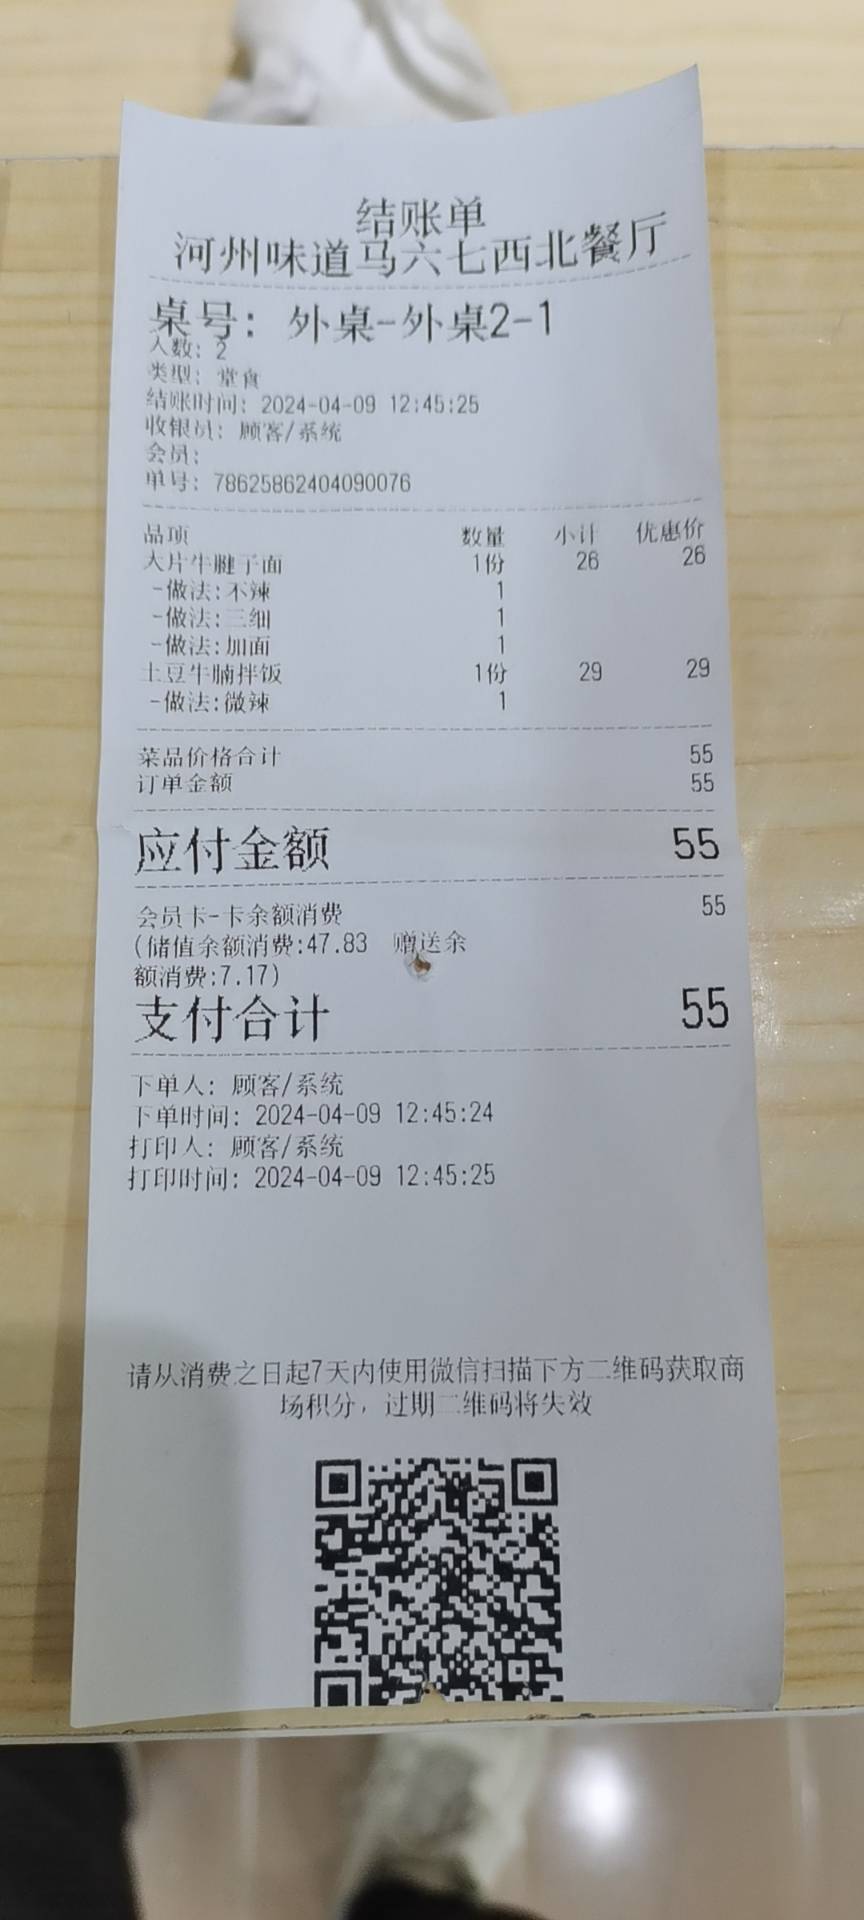 结账单
河州味道马六七西北餐厅
桌号: 外桌-外桌2-1
人数: 2
类型: 堂食
结账时间: 2024-04-09 12:45:25
收银员: 顾客/系统
会员:
单号: 78625862404090076
品项 数量 小计 优惠价
大片牛腱子面 1份 26 26
-做法:不辣 1
-做法:三细 1
-做法:加面 1
土豆牛腩拌饭 1份 29 29
-做法:微辣 1
菜品价格合计 55
订单金额 55
应付金额 55
会员卡-卡余额消费 55
(储值余额消费:47.83 赠送余
额消费:7.17)
支付合计 55
下单人: 顾客/系统
下单时间: 2024-04-09 12:45:24
打印人: 顾客/系统
打印时间: 2024-04-09 12:45:25
请从消费之日起7天内使用微信扫描下方二维码获取商
场积分，过期二维码将失效